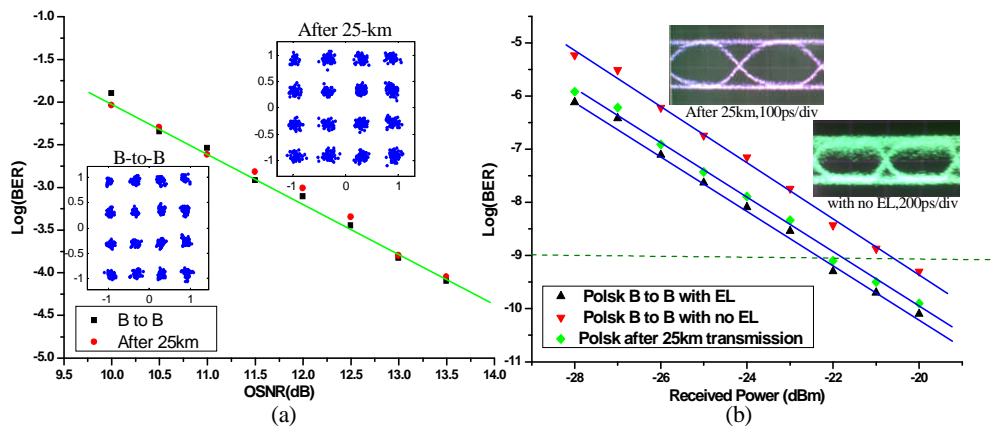 -1.0
-1.5
-2.0
-2.5
-3.0
-3.5
-4.0
-4.5
-5.0
Log(BER)
After 25-km
1
0.5
0
-0.5
-1
-1 0 1
B-to-B
1
0.5
0
-0.5
-1
-1 0 1
B to B
After 25km
9.5 10.0 10.5 11.0 11.5 12.0 12.5 13.0 13.5 14.0
OSNR(dB)
(a)
-5
-6
-7
-8
-9
-10
-11
Log(BER)
After 25km,100ps/div
with no EL,200ps/div
Polsk B to B with EL
Polsk B to B with no EL
Polsk after 25km transmission
-28 -26 -24 -22 -20
Received Power (dBm)
(b)